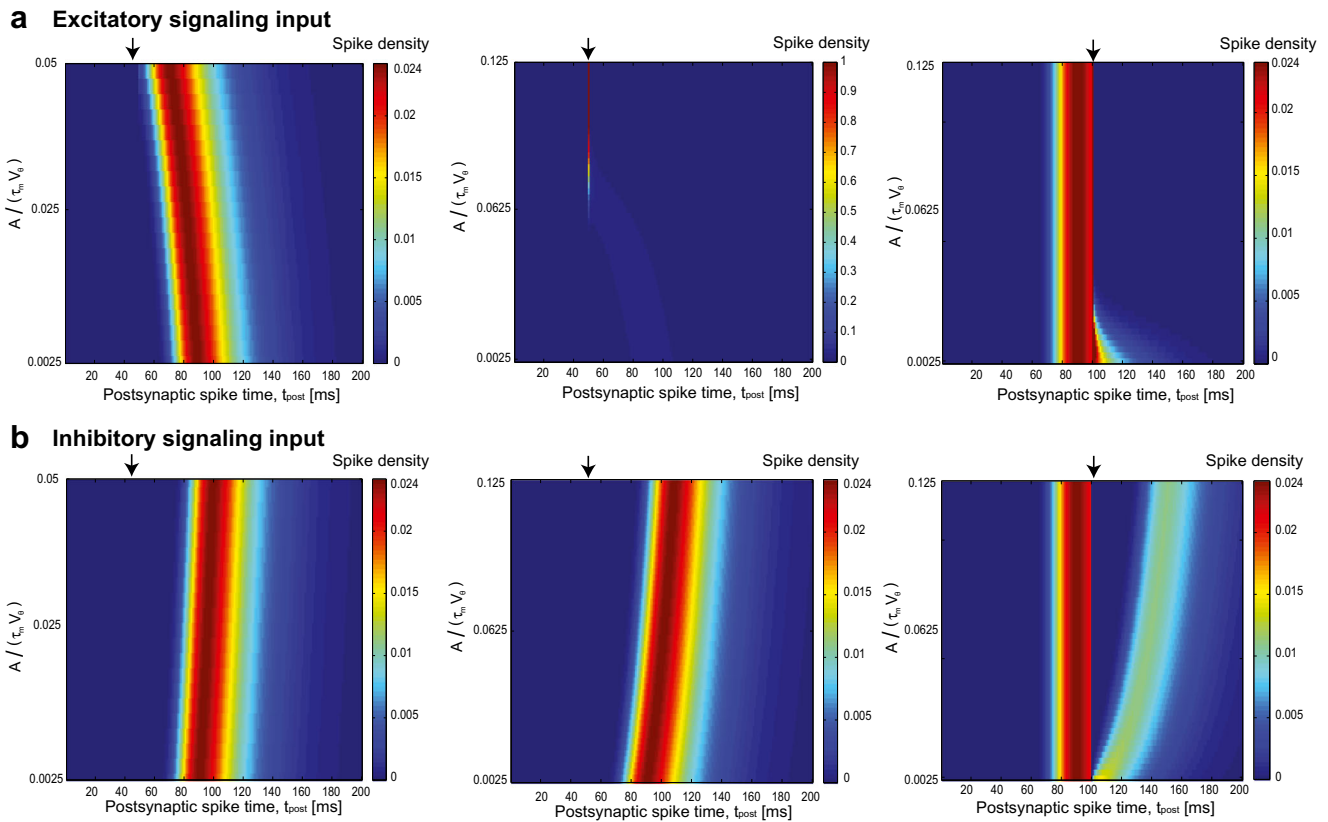 a Excitatory signaling input
Spike density
Spike density
Spike density
0.05
0.025
0.0025
A / (τm Vθ)
20 40 60 80 100 120 140 160 180 200
Postsynaptic spike time, tpost [ms]
0.024
0.02
0.015
0.01
0.005
0
0.125
0.0625
0.0025
A / (τm Vθ)
20 40 60 80 100 120 140 160 180 200
Postsynaptic spike time, tpost [ms]
1
0.9
0.8
0.7
0.6
0.5
0.4
0.3
0.2
0.1
0
0.125
0.0625
0.0025
A / (τm Vθ)
20 40 60 80 100 120 140 160 180 200
Postsynaptic spike time, tpost [ms]
0.024
0.02
0.015
0.01
0.005
0
b Inhibitory signaling input
Spike density
Spike density
Spike density
0.05
0.025
0.0025
A / (τm Vθ)
20 40 60 80 100 120 140 160 180 200
Postsynaptic spike time, tpost [ms]
0.024
0.02
0.015
0.01
0.005
0
0.125
0.0625
0.0025
A / (τm Vθ)
20 40 60 80 100 120 140 160 180 200
Postsynaptic spike time, tpost [ms]
0.024
0.02
0.015
0.01
0.005
0
0.125
0.0625
0.0025
A / (τm Vθ)
20 40 60 80 100 120 140 160 180 200
Postsynaptic spike time, tpost [ms]
0.024
0.02
0.015
0.01
0.005
0